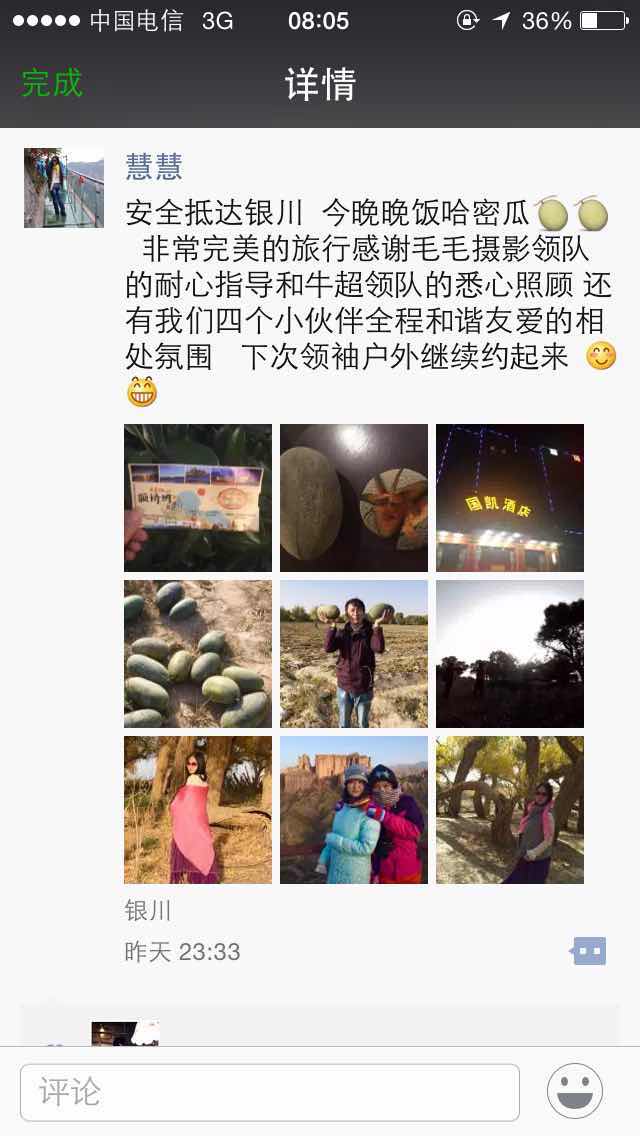 中国电信 3G 08:05 36%
完成 详情
慧慧
安全抵达银川 今晚晚饭哈密瓜
非常完美的旅行感谢毛毛摄影领队
的耐心指导和牛超领队的悉心照顾 还
有我们四个小伙伴全程和谐友爱的相
处氛围 下次领袖户外继续约起来
国凯酒店
银川
昨天 23:33
评论